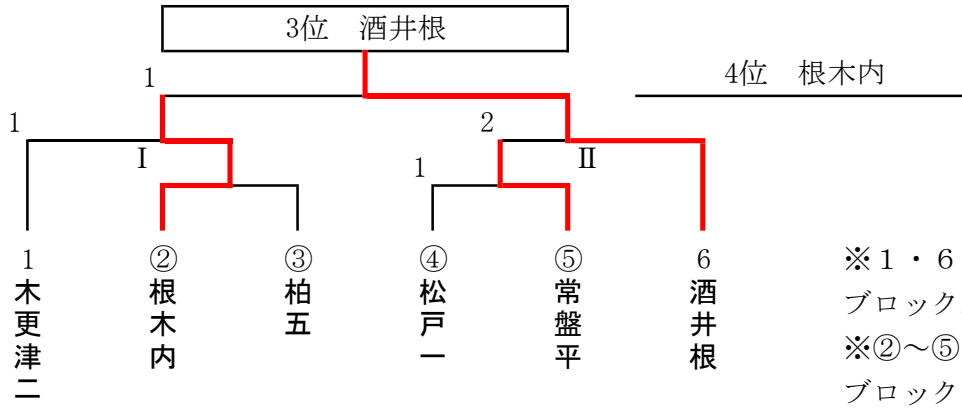 3位 酒井根
4位 根木内
1
1
2
1
Ⅰ
Ⅱ
1
木更津二
②
根木内
③
柏五
④
松戸一
⑤
常盤平
6
酒井根
※1・6
ブロック
※②～⑤
ブロック